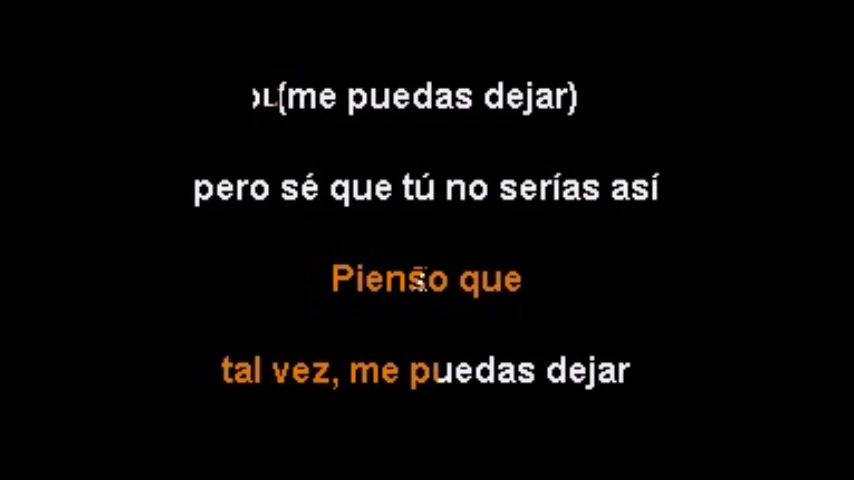 (me puedas dejar)
pero sé que tú no serías así
Pienso que
tal vez, me puedas dejar